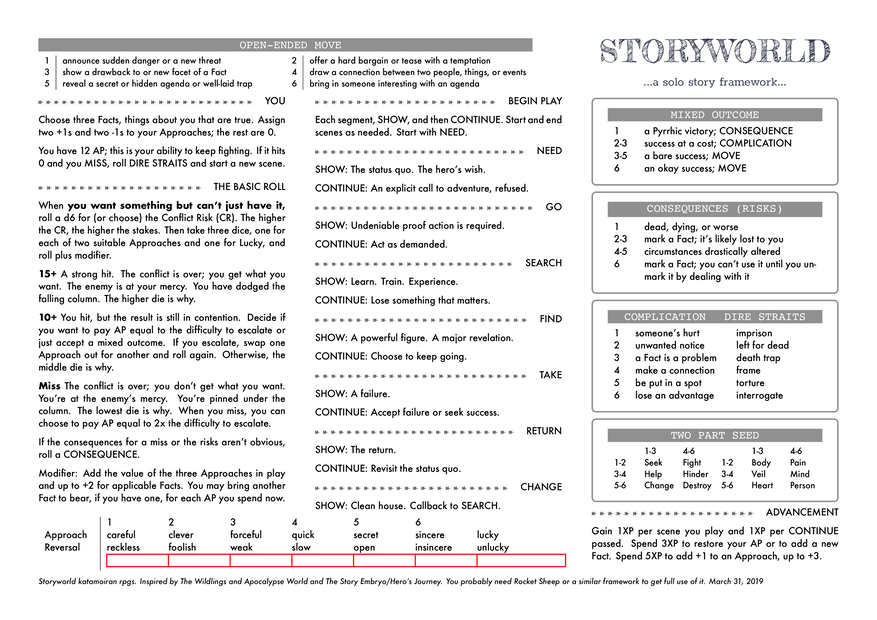 OPEN-ENDED MOVE
1 announce sudden danger or a new threat
2 offer a hard bargain or tease with a temptation
3 show a drawback to or new facet of a Fact
4 draw a connection between two people, things, or events
5 reveal a secret or hidden agenda or well-laid trap
6 bring in someone interesting with an agenda
YOU
Choose three Facts, things about you that are true. Assign
two +1s and two -1s to your Approaches; the rest are 0.
You have 12 AP; this is your ability to keep fighting. If it hits
0 and you MISS, roll DIRE STRAITS and start a new scene.
THE BASIC ROLL
When you want something but can't just have it,
roll a d6 for (or choose) the Conflict Risk (CR). The higher
the CR, the higher the stakes. Then take three dice, one for
each of two suitable Approaches and one for Lucky, and
roll plus modifier.
15+ A strong hit. The conflict is over; you get what you
want. The enemy is at your mercy. You have dodged the
falling column. The higher die is why.
10+ You hit, but the result is still in contention. Decide if
you want to pay AP equal to the difficulty to escalate or
just accept a mixed outcome. If you escalate, swap one
Approach out for another and roll again. Otherwise, the
middle die is why.
Miss The conflict is over; you don't get what you want.
You're at the enemy's mercy. You're pinned under the
column. The lowest die is why. When you miss, you can
choose to pay AP equal to 2x the difficulty to escalate.
If the consequences for a miss or the risks aren't obvious,
roll a CONSEQUENCE.
Modifier: Add the value of the three Approaches in play
and up to +2 for applicable Facts. You may bring another
Fact to bear, if you have one, for each AP you spend now.
BEGIN PLAY
Each segment, SHOW, and then CONTINUE. Start and end
scenes as needed. Start with NEED.
NEED
SHOW: The status quo. The hero's wish.
CONTINUE: An explicit call to adventure, refused.
GO
SHOW: Undeniable proof action is required.
CONTINUE: Act as demanded.
SEARCH
SHOW: Learn. Train. Experience.
CONTINUE: Lose something that matters.
FIND
SHOW: A powerful figure. A major revelation.
CONTINUE: Choose to keep going.
TAKE
SHOW: A failure.
CONTINUE: Accept failure or seek success.
RETURN
SHOW: The return.
CONTINUE: Revisit the status quo.
CHANGE
SHOW: Clean house. Callback to SEARCH.
1 2 3 4 5 6
Approach careful clever forceful quick secret sincere lucky
Reversal reckless foolish weak slow open insincere unlucky
STORYWORLD
...a solo story framework...
MIXED OUTCOME
1 a Pyrrhic victory; CONSEQUENCE
2-3 success at a cost; COMPLICATION
3-5 a bare success; MOVE
6 an okay success; MOVE
CONSEQUENCES (RISKS)
1 dead, dying, or worse
2-3 mark a Fact; it's likely lost to you
4-5 circumstances drastically altered
6 mark a Fact; you can't use it until you un-
mark it by dealing with it
COMPLICATION DIRE STRAITS
1 someone's hurt imprison
2 unwanted notice left for dead
3 a Fact is a problem death trap
4 make a connection frame
5 be put in a spot torture
6 lose an advantage interrogate
TWO PART SEED
1-3 4-6 1-3 4-6
1-2 Seek Fight 1-2 Body Pain
3-4 Help Hinder 3-4 Veil Mind
5-6 Change Destroy 5-6 Heart Person
ADVANCEMENT
Gain 1XP per scene you play and 1XP per CONTINUE
passed. Spend 3XP to restore your AP or to add a new
Fact. Spend 5XP to add +1 to an Approach, up to +3.
Storyworld katamoiran rpgs. Inspired by The Wildlings and Apocalypse World and The Story Embryo/Hero's Journey. You probably need Rocket Sheep or a similar framework to get full use of it. March 31, 2019